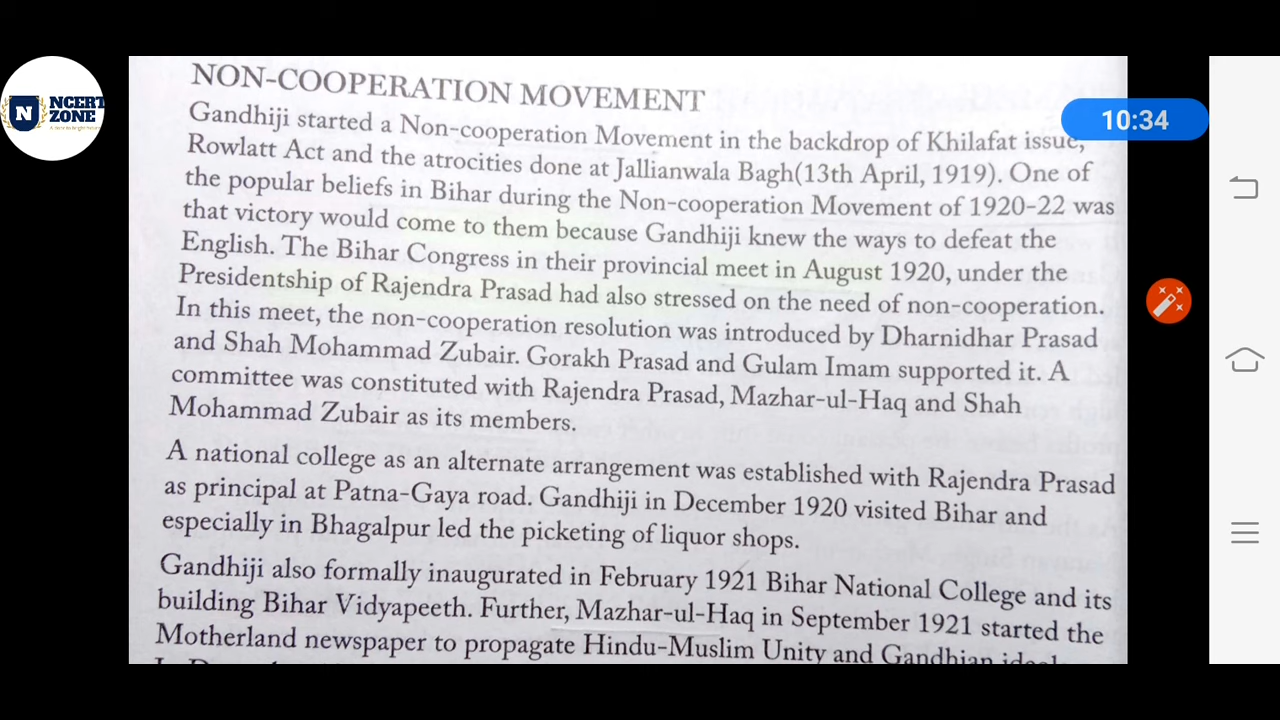 NCERT
ZONE
10:34
NON-COOPERATION MOVEMENT
Gandhiji started a Non-cooperation Movement in the backdrop of Khilafat issue,
Rowlatt Act and the atrocities done at Jallianwala Bagh(13th April, 1919). One of
the popular beliefs in Bihar during the Non-cooperation Movement of 1920-22 was
that victory would come to them because Gandhiji knew the ways to defeat the
English. The Bihar Congress in their provincial meet in August 1920, under the
Presidentship of Rajendra Prasad had also stressed on the need of non-cooperation.
In this meet, the non-cooperation resolution was introduced by Dharnidhar Prasad
and Shah Mohammad Zubair. Gorakh Prasad and Gulam Imam supported it. A
committee was constituted with Rajendra Prasad, Mazhar-ul-Haq and Shah
Mohammad Zubair as its members.
A national college as an alternate arrangement was established with Rajendra Prasad
as principal at Patna-Gaya road. Gandhiji in December 1920 visited Bihar and
especially in Bhagalpur led the picketing of liquor shops.
Gandhiji also formally inaugurated in February 1921 Bihar National College and its
building Bihar Vidyapeeth. Further, Mazhar-ul-Haq in September 1921 started the
Motherland newspaper to propagate Hindu-Muslim Unity and Gandhian